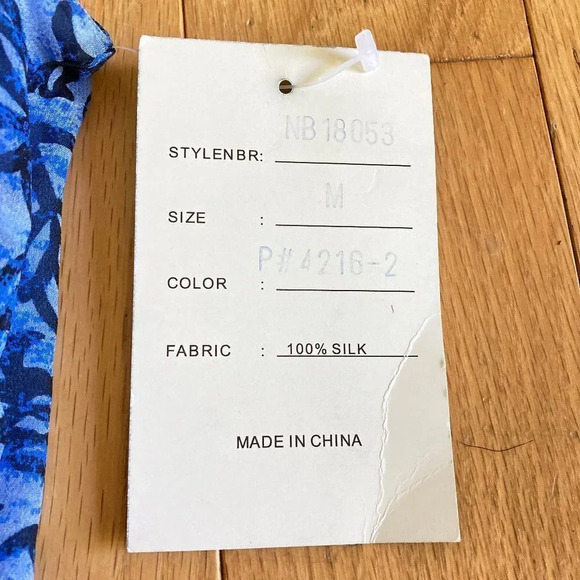 STYLENBR: NB18053
SIZE : M
COLOR : P# 4216-2
FABRIC : 100% SILK
MADE IN CHINA